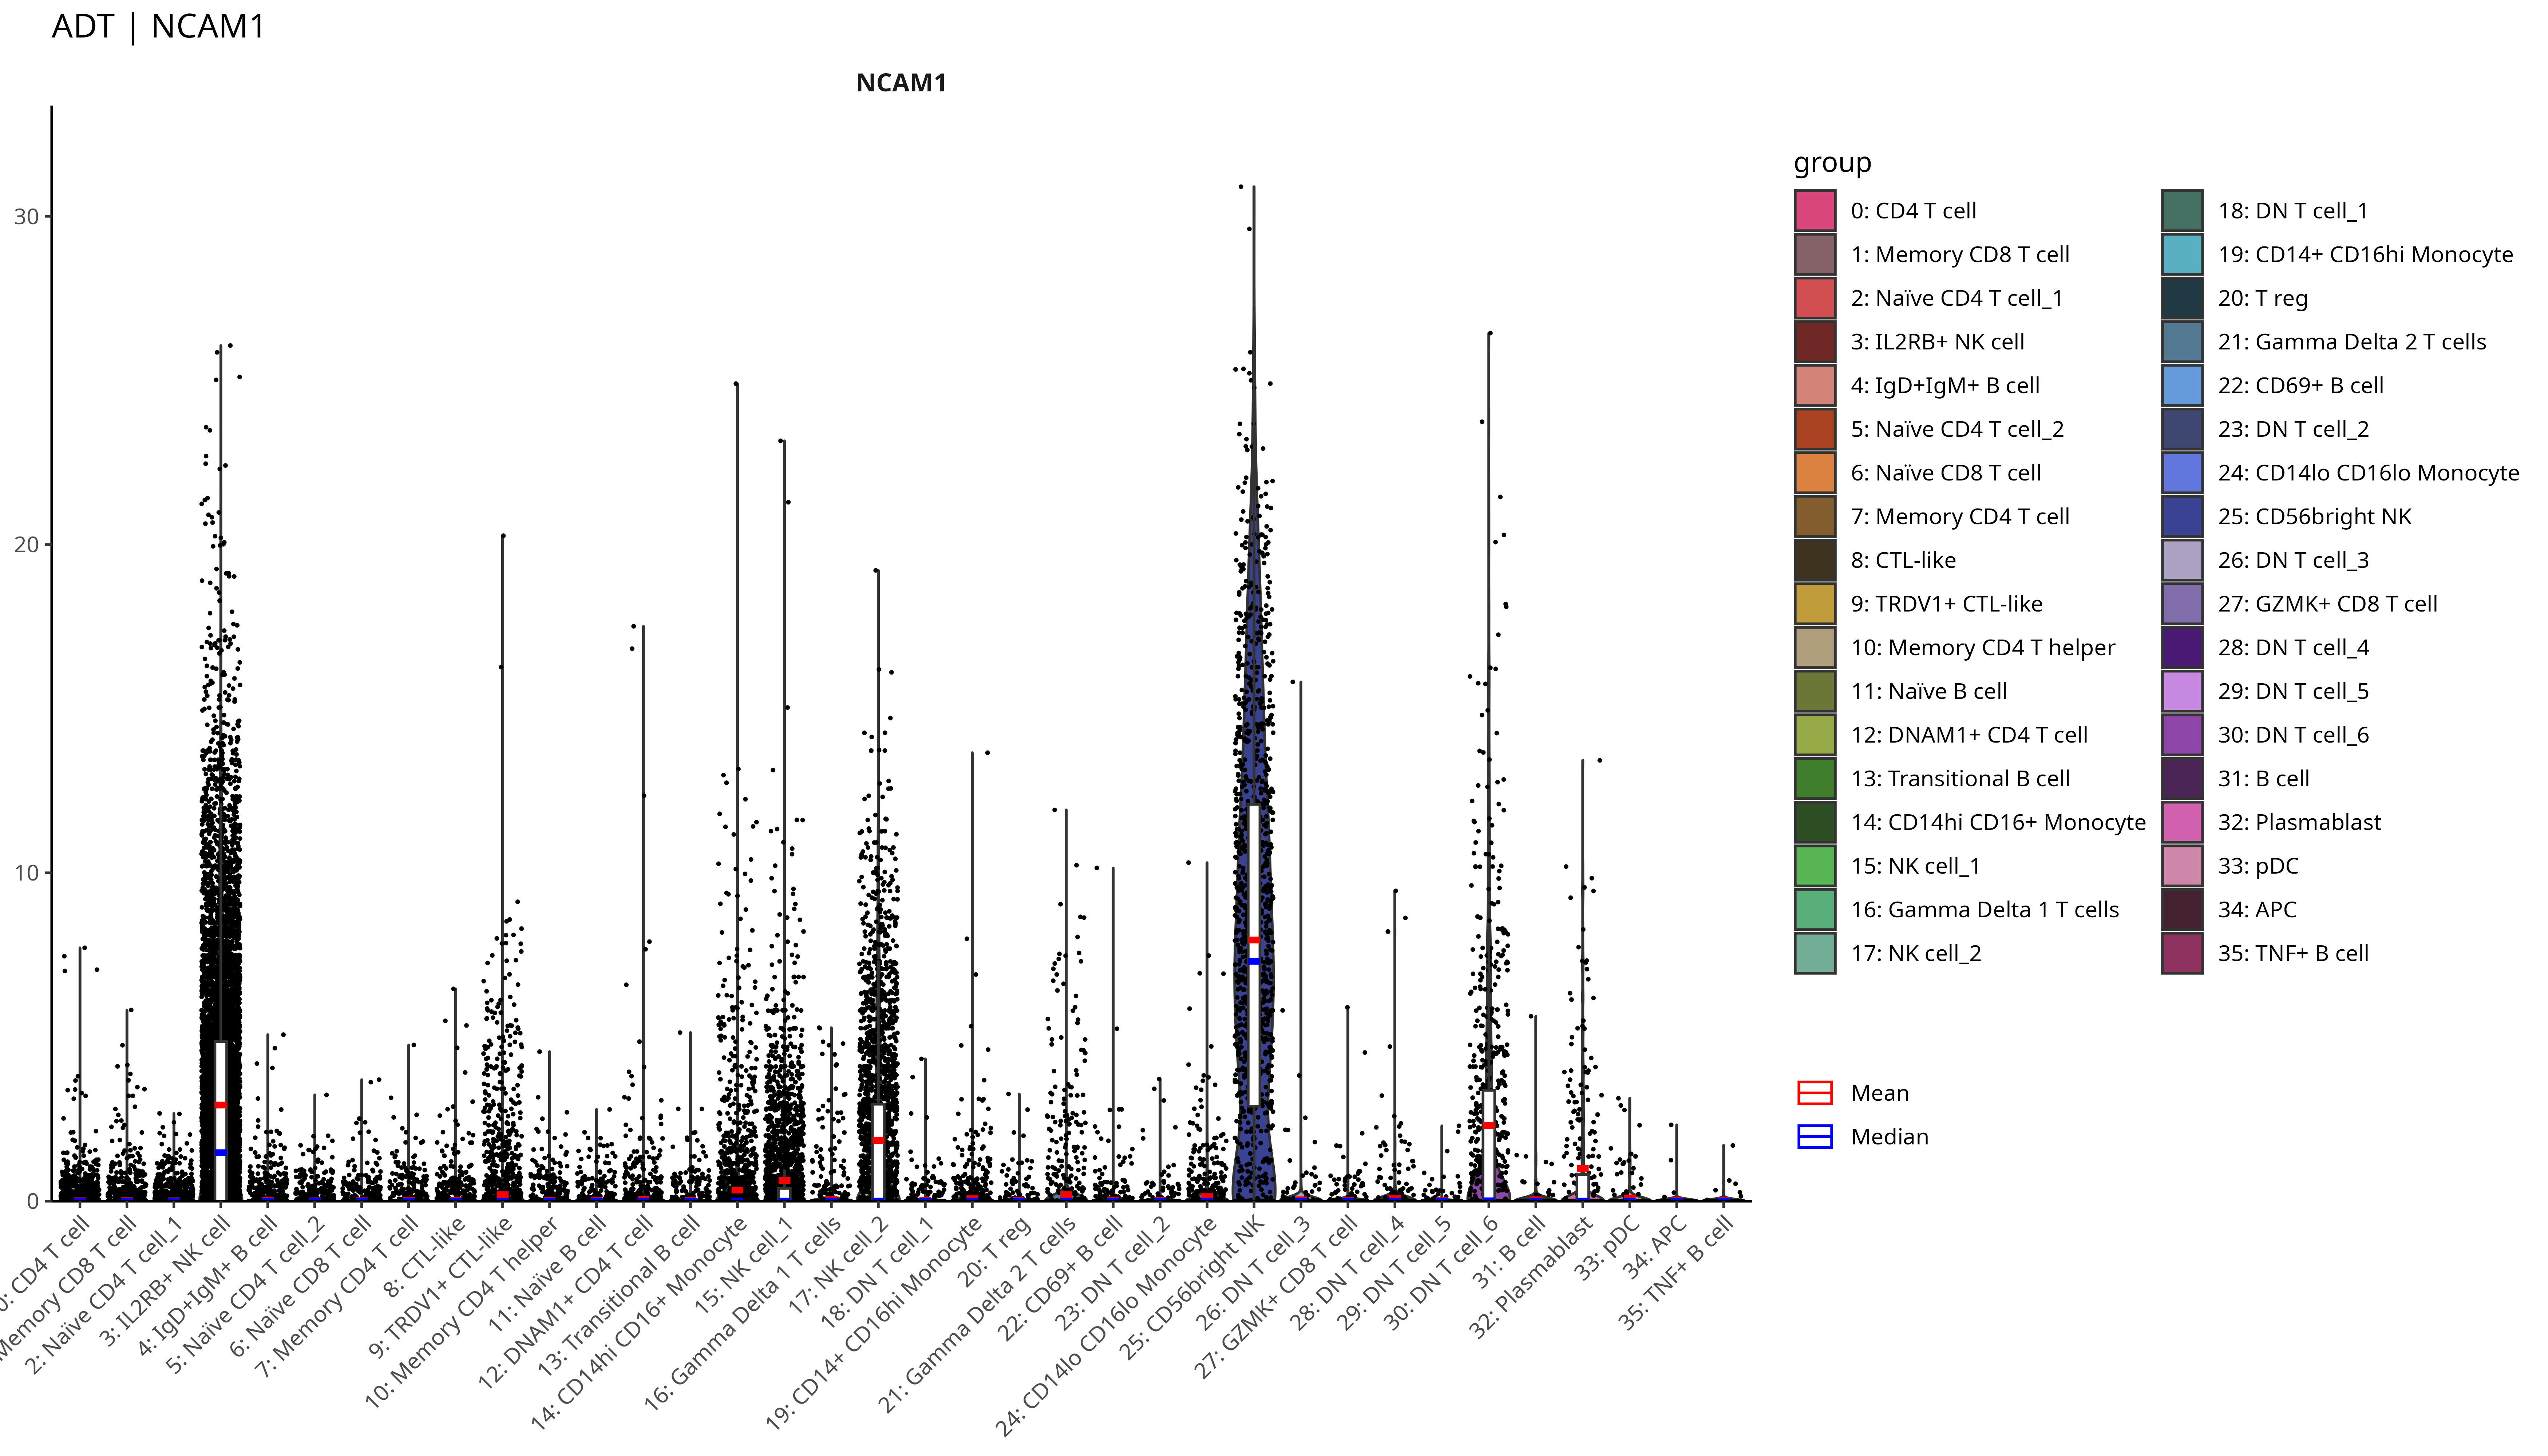 ADT | NCAM1
NCAM1
30
20
10
0
0: CD4 T cell
Memory CD8 T cell
2: Naïve CD4 T cell_1
3: IL2RB+ NK cell
4: IgD+IgM+ B cell
5: Naïve CD4 T cell_2
6: Naïve CD8 T cell
7: Memory CD4 T cell
8: CTL-like
9: TRDV1+ CTL-like
10: Memory CD4 T helper
11: Naïve B cell
12: DNAM1+ CD4 T cell
13: Transitional B cell
14: CD14hi CD16+ Monocyte
15: NK cell_1
16: Gamma Delta 1 T cells
17: NK cell_2
18: DN T cell_1
19: CD14+ CD16hi Monocyte
20: T reg
21: Gamma Delta 2 T cells
22: CD69+ B cell
23: DN T cell_2
24: CD14lo CD16lo Monocyte
25: CD56bright NK
26: DN T cell_3
27: GZMK+ CD8 T cell
28: DN T cell_4
29: DN T cell_5
30: DN T cell_6
31: B cell
32: Plasmablast
33: pDC
34: APC
35: TNF+ B cell
group
0: CD4 T cell
1: Memory CD8 T cell
2: Naïve CD4 T cell_1
3: IL2RB+ NK cell
4: IgD+IgM+ B cell
5: Naïve CD4 T cell_2
6: Naïve CD8 T cell
7: Memory CD4 T cell
8: CTL-like
9: TRDV1+ CTL-like
10: Memory CD4 T helper
11: Naïve B cell
12: DNAM1+ CD4 T cell
13: Transitional B cell
14: CD14hi CD16+ Monocyte
15: NK cell_1
16: Gamma Delta 1 T cells
17: NK cell_2
18: DN T cell_1
19: CD14+ CD16hi Monocyte
20: T reg
21: Gamma Delta 2 T cells
22: CD69+ B cell
23: DN T cell_2
24: CD14lo CD16lo Monocyte
25: CD56bright NK
26: DN T cell_3
27: GZMK+ CD8 T cell
28: DN T cell_4
29: DN T cell_5
30: DN T cell_6
31: B cell
32: Plasmablast
33: pDC
34: APC
35: TNF+ B cell
Mean
Median